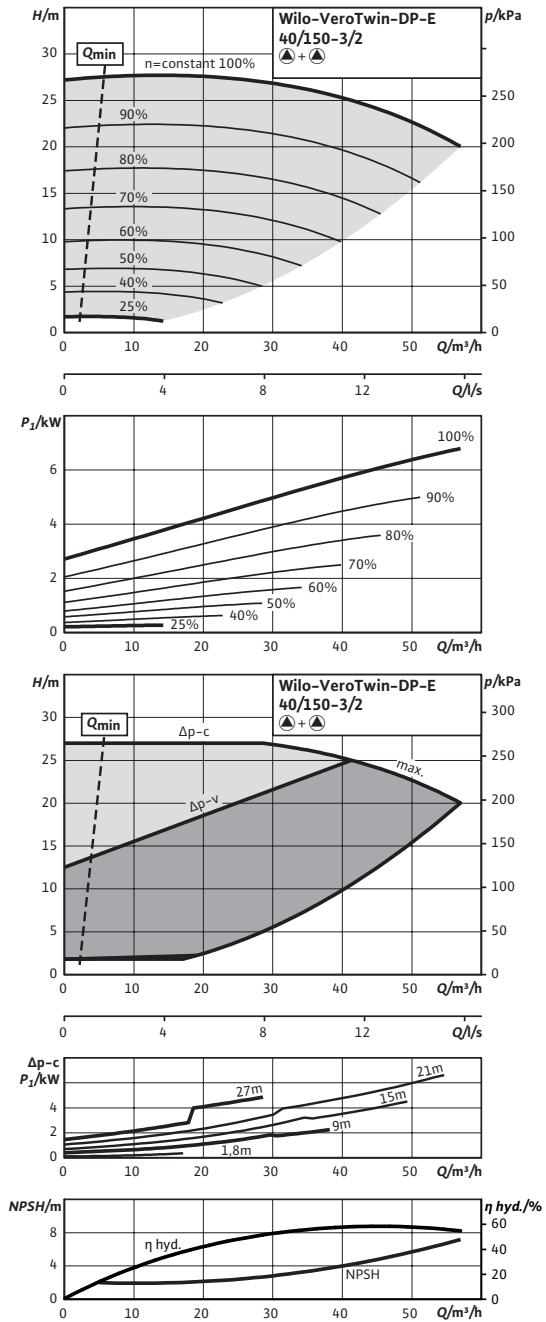 H/m
Wilo-VeroTwin-DP-E
40/150-3/2
+
p/kPa
Qmin
n=constant 100%
90%
80%
70%
60%
50%
40%
25%
30
25
20
15
10
5
0
250
200
150
100
50
0
0 10 20 30 40 50 Q/m³/h
0 4 8 12 Q/l/s
P1/kW
100%
90%
80%
70%
60%
50%
40%
25%
6
4
2
0
0 10 20 30 40 50 Q/m³/h
H/m
Wilo-VeroTwin-DP-E
40/150-3/2
+
p/kPa
Qmin
Δp-c
max.
Δp-v
30
25
20
15
10
5
0
300
250
200
150
100
50
0
0 10 20 30 40 50 Q/m³/h
0 4 8 12 Q/l/s
Δp-c
P1/kW
27m
21m
15m
9m
1,8m
4
2
0
0 10 20 30 40 50 Q/m³/h
NPSH/m
η hyd./%
η hyd.
NPSH
8
4
0
60
40
20
0
0 10 20 30 40 50 Q/m³/h